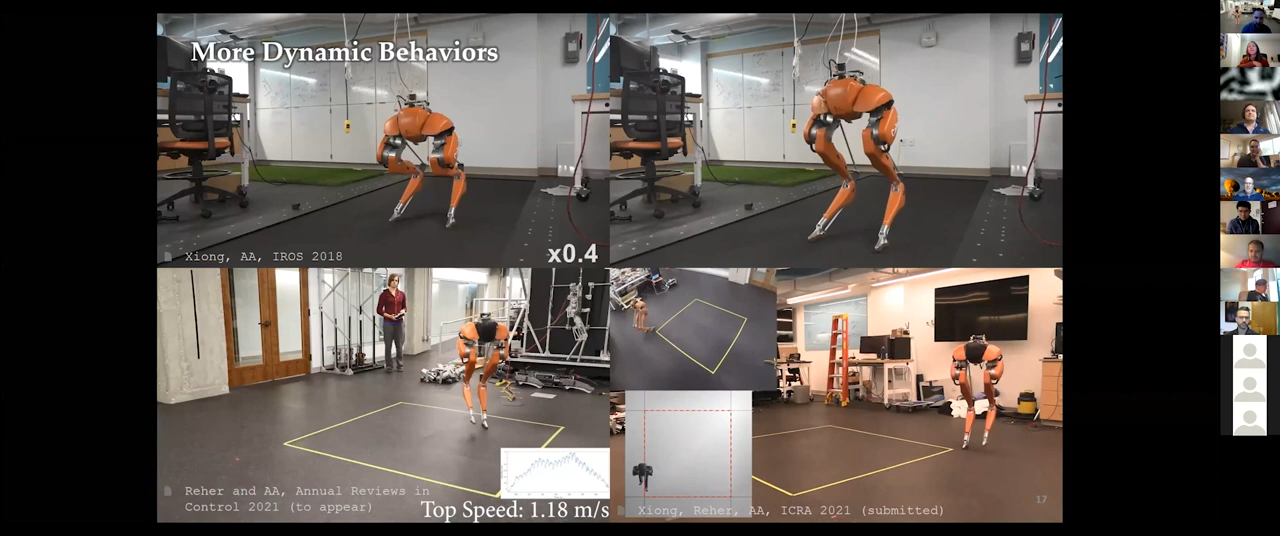 More Dynamic Behaviors
Xiong, AA, IROS 2018
x0.4
Reher and AA, Annual Reviews in
Control 2021 (to appear)
Top Speed: 1.18 m/s
Xiong, Reher, AA, ICRA 2021 (submitted)
17